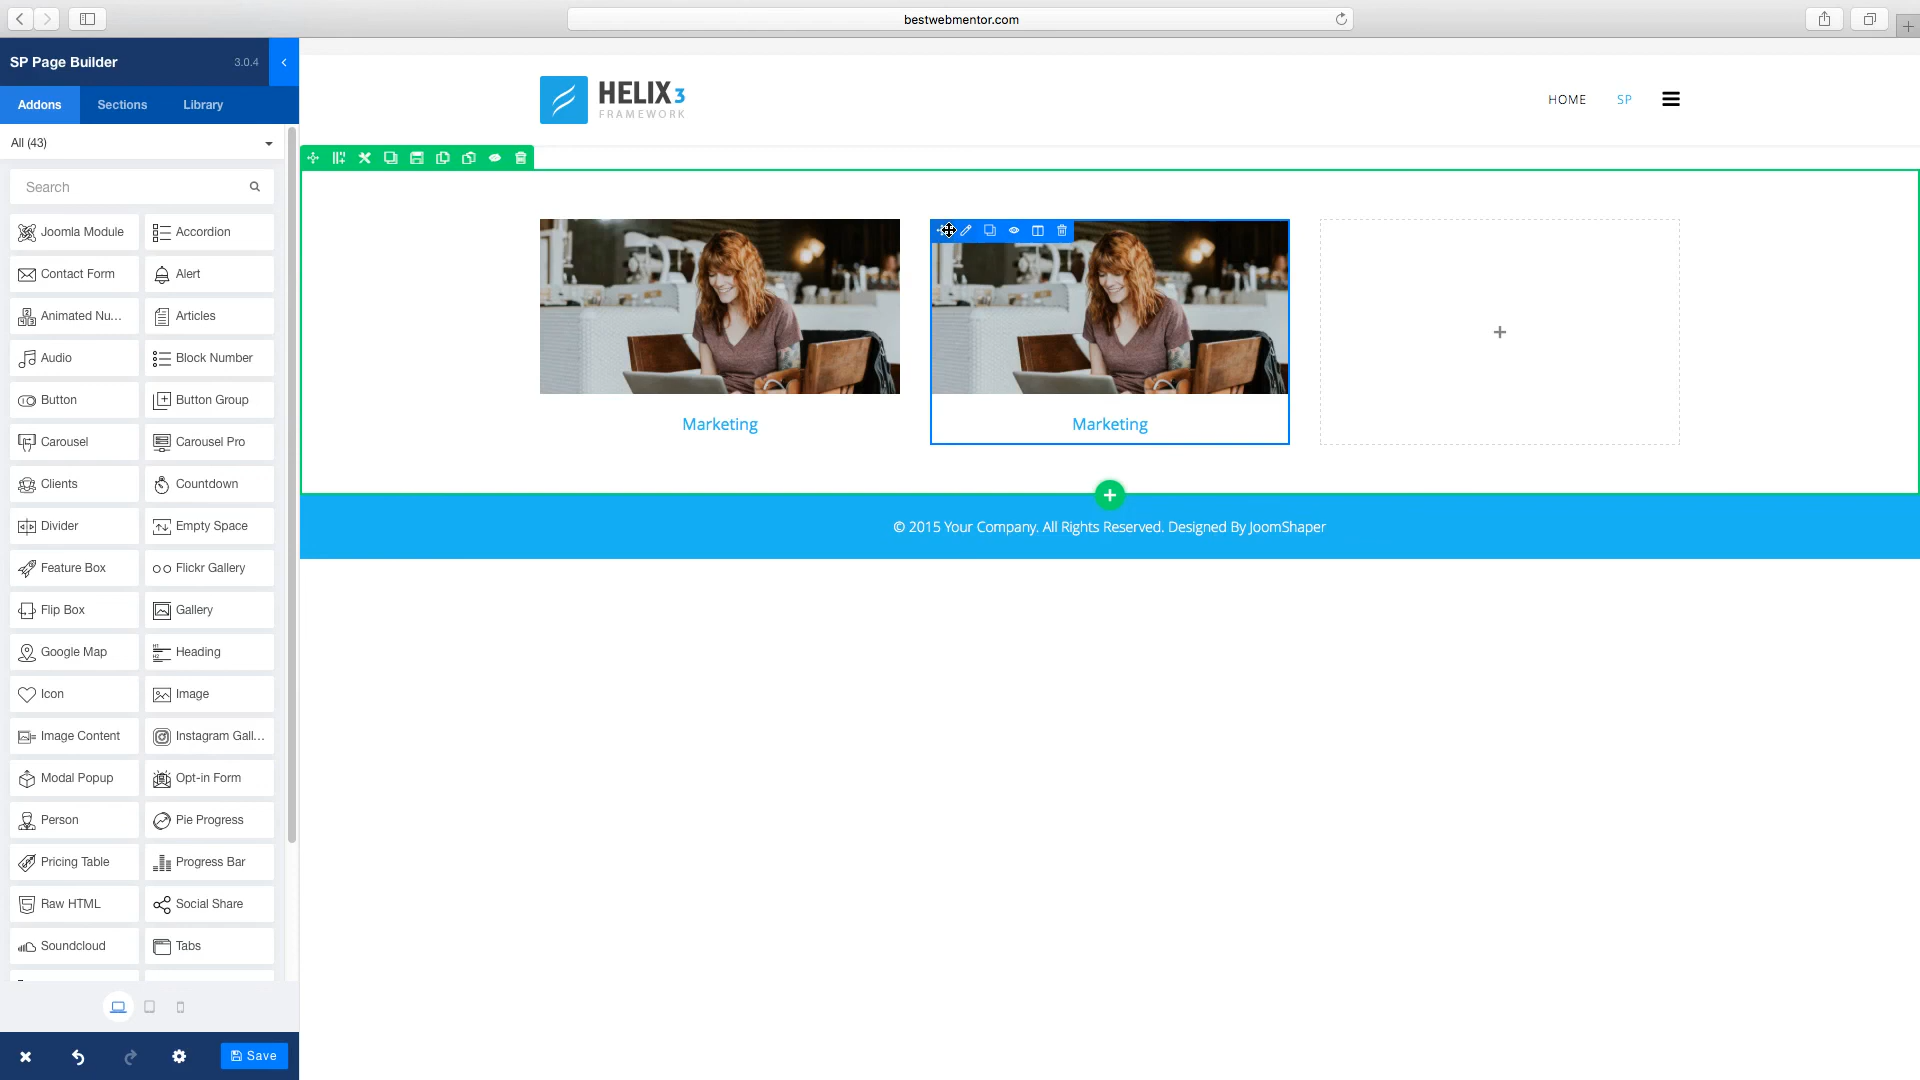 bestwebmentor.com
SP Page Builder
3.0.4
Addons
Sections
Library
All (43)
Search
Joomla Module
Accordion
Contact Form
Alert
Animated Nu...
Articles
Audio
Block Number
Button
Button Group
Carousel
Carousel Pro
Clients
Countdown
Divider
Empty Space
Feature Box
Flickr Gallery
Flip Box
Gallery
Google Map
Heading
Icon
Image
Image Content
Instagram Gall...
Modal Popup
Opt-in Form
Person
Pie Progress
Pricing Table
Progress Bar
Raw HTML
Social Share
Soundcloud
Tabs
Save
HELIX3
FRAMEWORK
HOME
SP
Marketing
Marketing
© 2015 Your Company. All Rights Reserved. Designed By JoomShaper